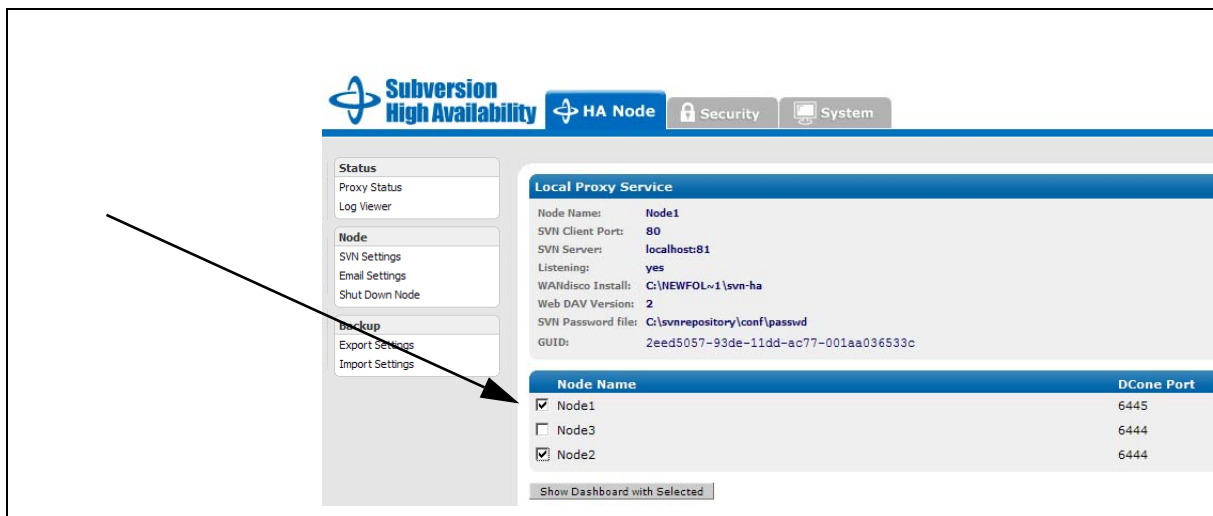 Subversion
High Availability
HA Node
Security
System
Status
Proxy Status
Log Viewer
Node
SVN Settings
Email Settings
Shut Down Node
Backup
Export Settings
Import Settings
Local Proxy Service
Node Name: Node1
SVN Client Port: 80
SVN Server: localhost:81
Listening: yes
WANdisco Install: C:\NEWFOL~1\svn-ha
Web DAV Version: 2
SVN Password file: C:\svnrepository\conf\passwd
GUID: 2eed5057-93de-11dd-ac77-001aa036533c
Node Name DCone Port
Node1 6445
Node3 6444
Node2 6444
Show Dashboard with Selected